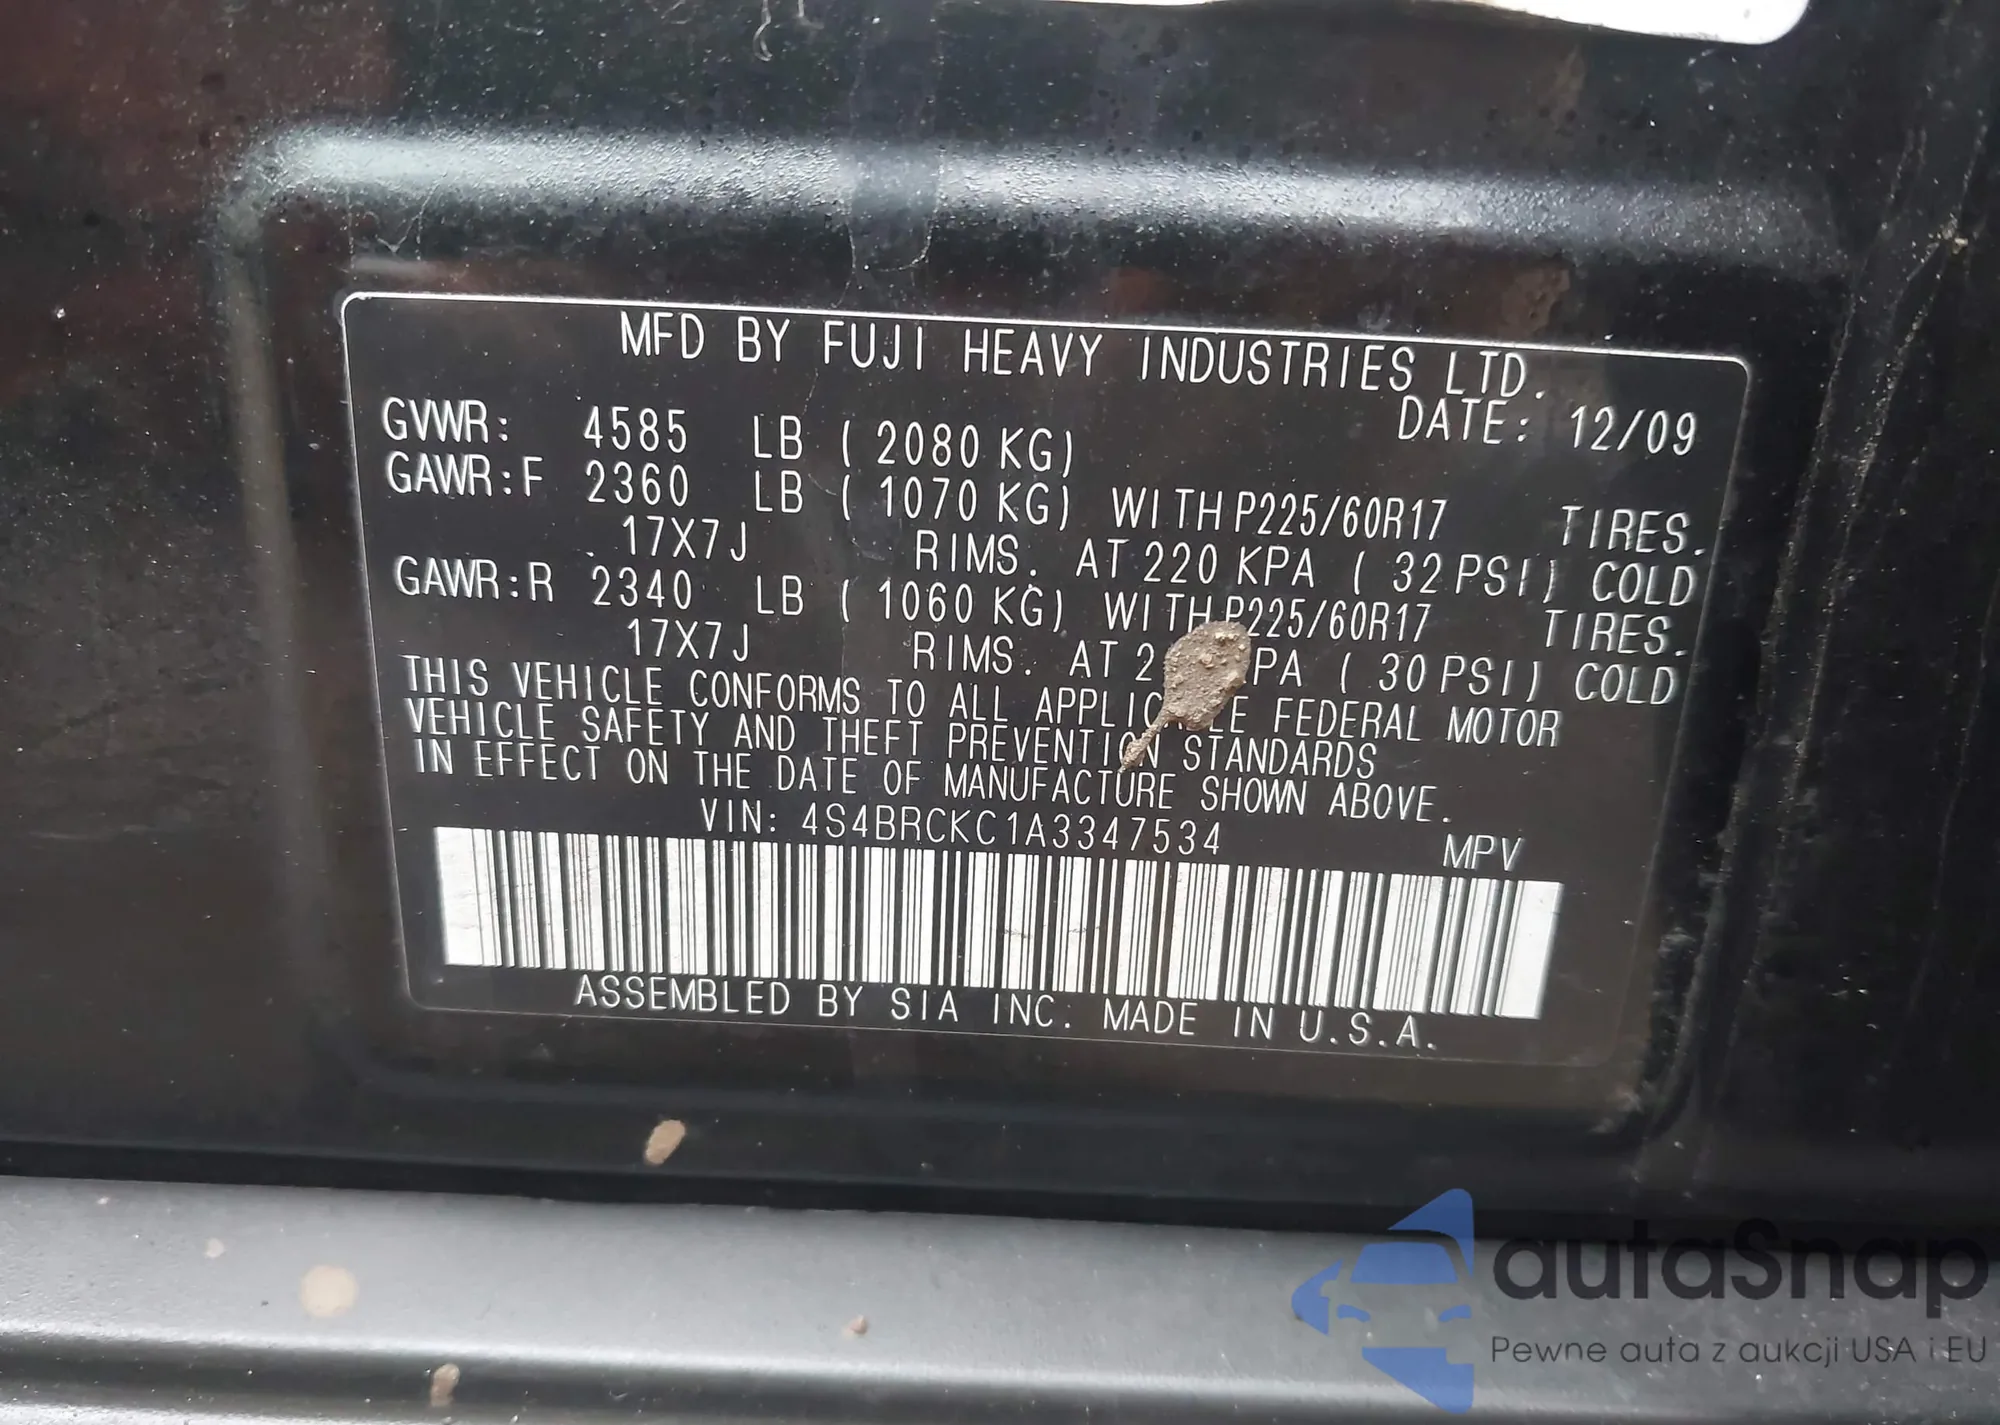 MFD BY FUJI HEAVY INDUSTRIES LTD.
DATE: 12/09
GVWR: 4585 LB ( 2080 KG)
GAWR:F 2360 LB ( 1070 KG) WITH P225/60R17 TIRES.
17X7J RIMS. AT 220 KPA ( 32 PSI) COLD
GAWR:R 2340 LB ( 1060 KG) WITH P225/60R17 TIRES.
17X7J RIMS. AT ( 30 PSI) COLD
THIS VEHICLE CONFORMS TO ALL APPLICABLE FEDERAL MOTOR
VEHICLE SAFETY AND THEFT PREVENTION STANDARDS
IN EFFECT ON THE DATE OF MANUFACTURE SHOWN ABOVE.
VIN: 4S4BRCKC1A3347534 MPV
ASSEMBLED BY SIA INC. MADE IN U.S.A.
autaSnap
Pewne auta z aukcji USA i EU